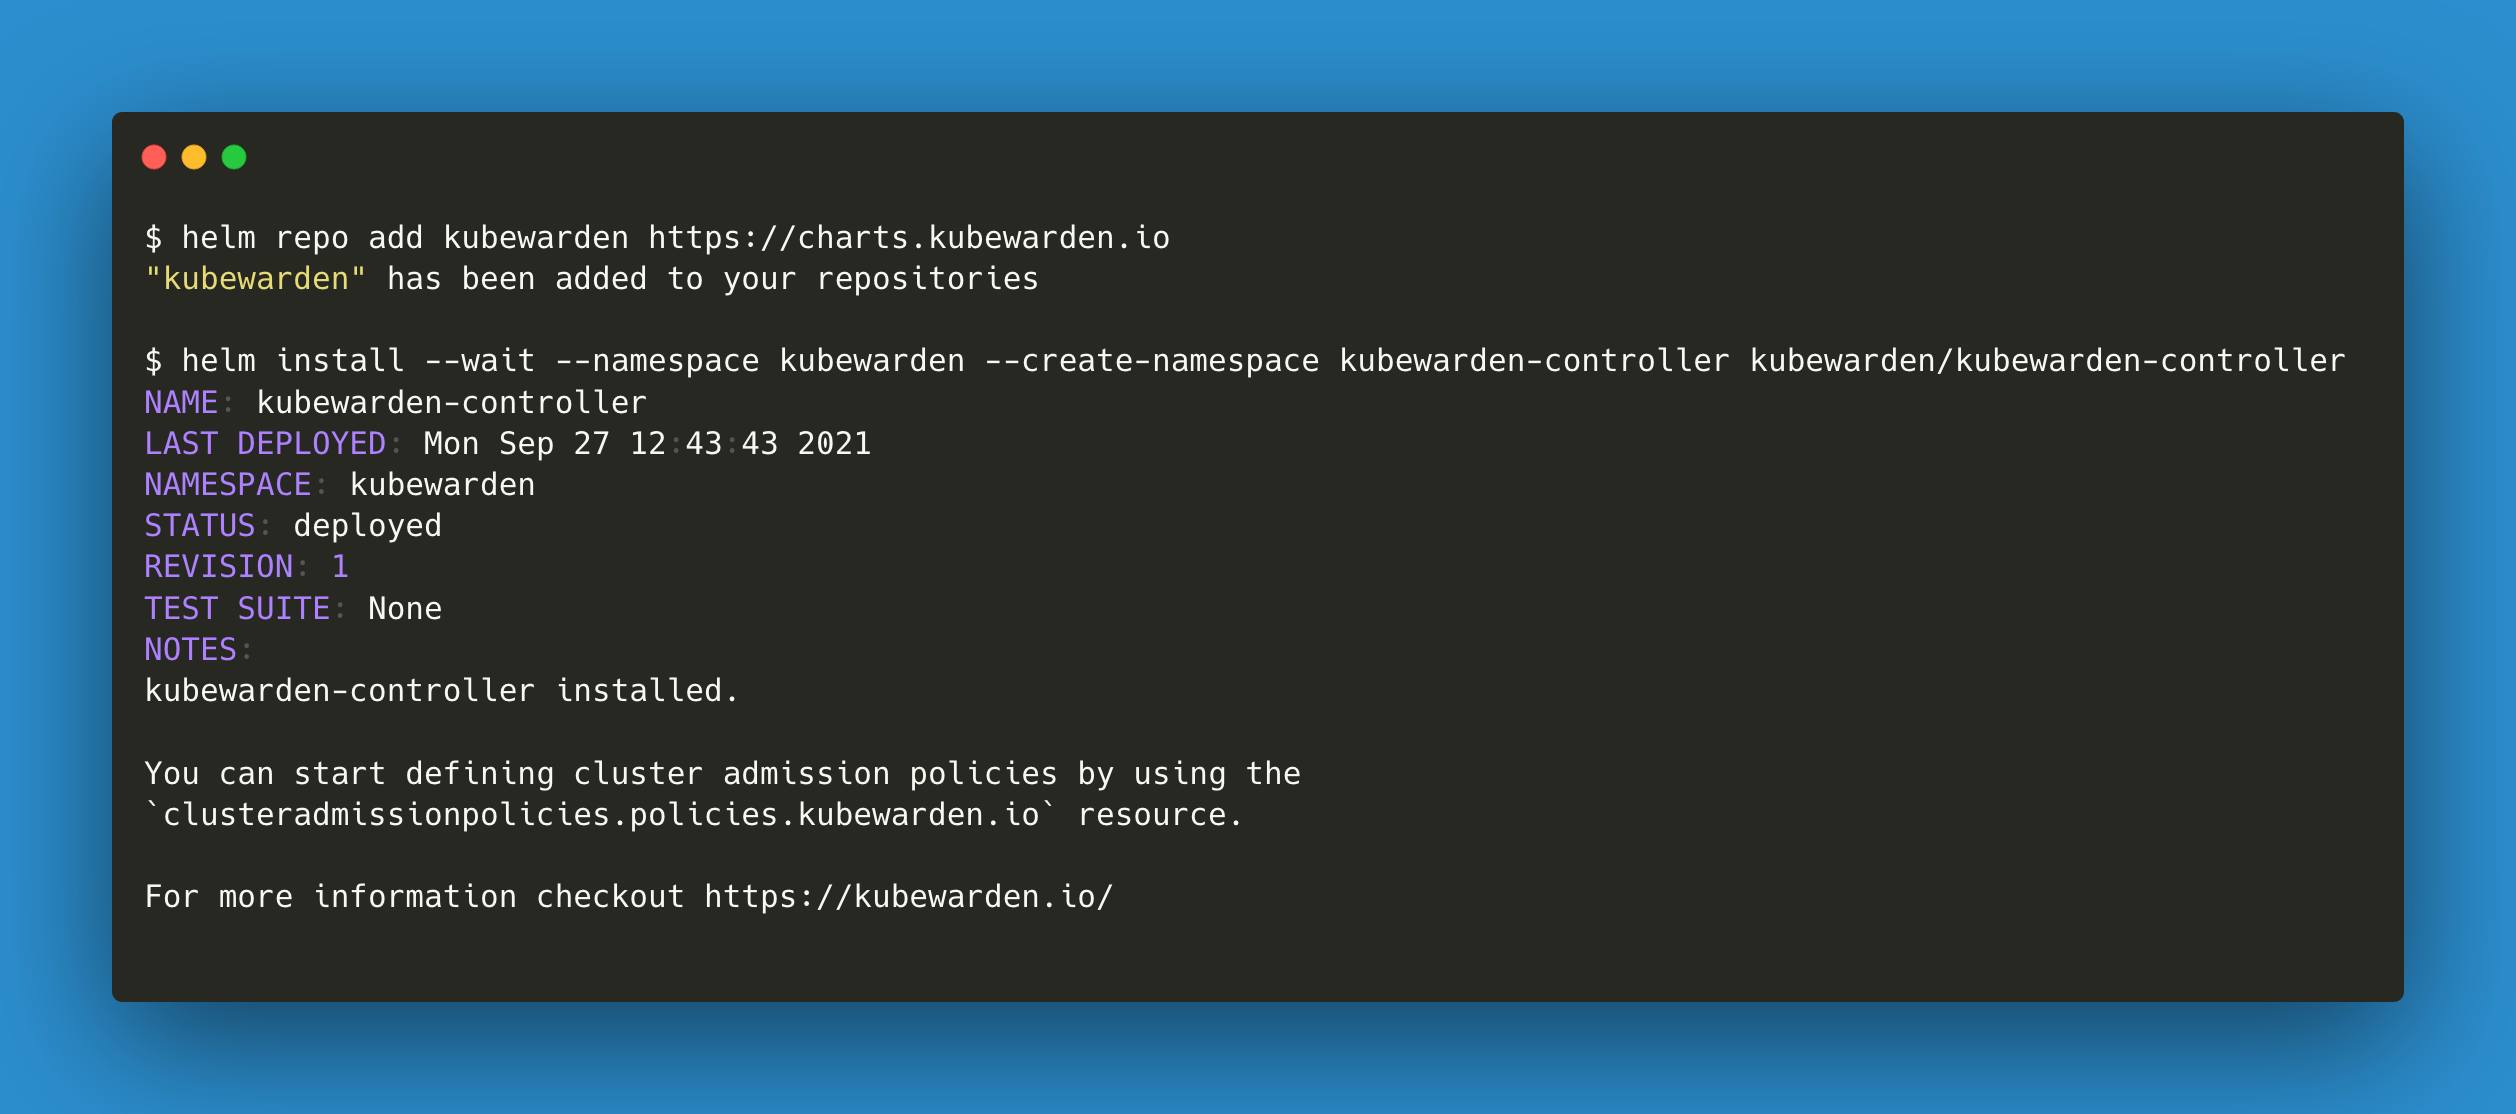 $ helm repo add kubewarden https://charts.kubewarden.io
"kubewarden" has been added to your repositories
$ helm install --wait --namespace kubewarden --create-namespace kubewarden-controller kubewarden/kubewarden-controller
NAME: kubewarden-controller
LAST DEPLOYED: Mon Sep 27 12:43:43 2021
NAMESPACE: kubewarden
STATUS: deployed
REVISION: 1
TEST SUITE: None
NOTES:
kubewarden-controller installed.
You can start defining cluster admission policies by using the
`clusteradmissionpolicies.policies.kubewarden.io` resource.
For more information checkout https://kubewarden.io/